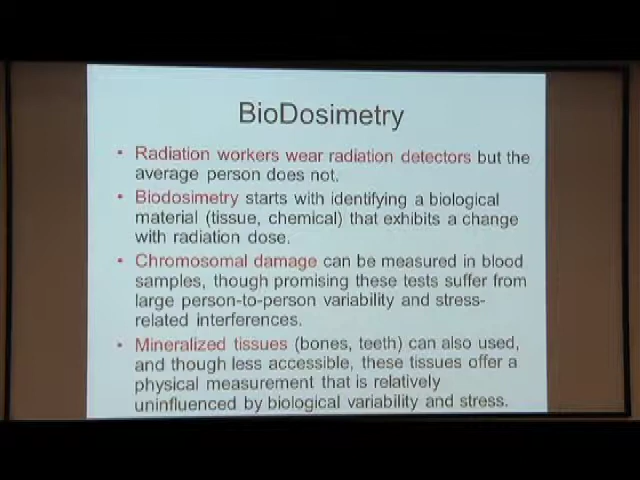 BioDosimetry
• Radiation workers wear radiation detectors but the
average person does not.
• Biodosimetry starts with identifying a biological
material (tissue, chemical) that exhibits a change
with radiation dose.
• Chromosomal damage can be measured in blood
samples, though promising these tests suffer from
large person-to-person variability and stress-
related interferences.
• Mineralized tissues (bones, teeth) can also used,
and though less accessible, these tissues offer a
physical measurement that is relatively
uninfluenced by biological variability and stress.